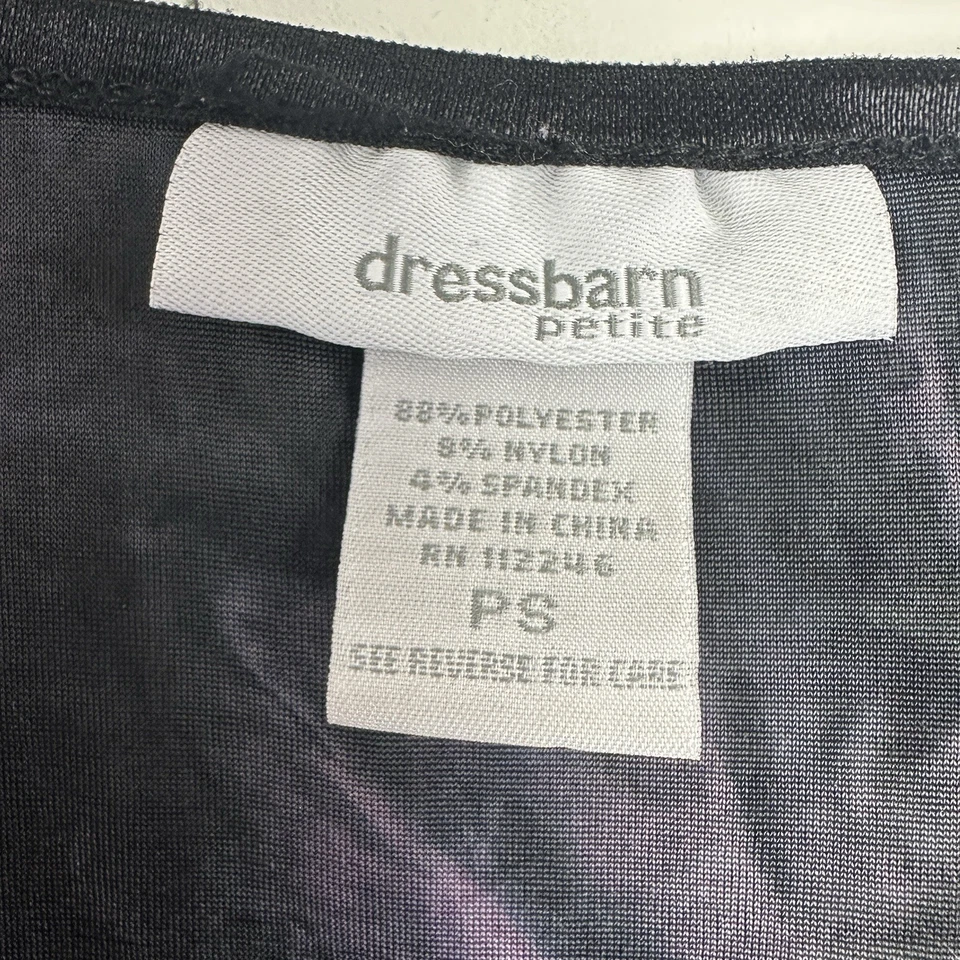 dressbarn
petite
88% POLYESTER
8% NYLON
4% SPANDEX
MADE IN CHINA
RN 112246
PS
SEE REVERSE FOR CARE